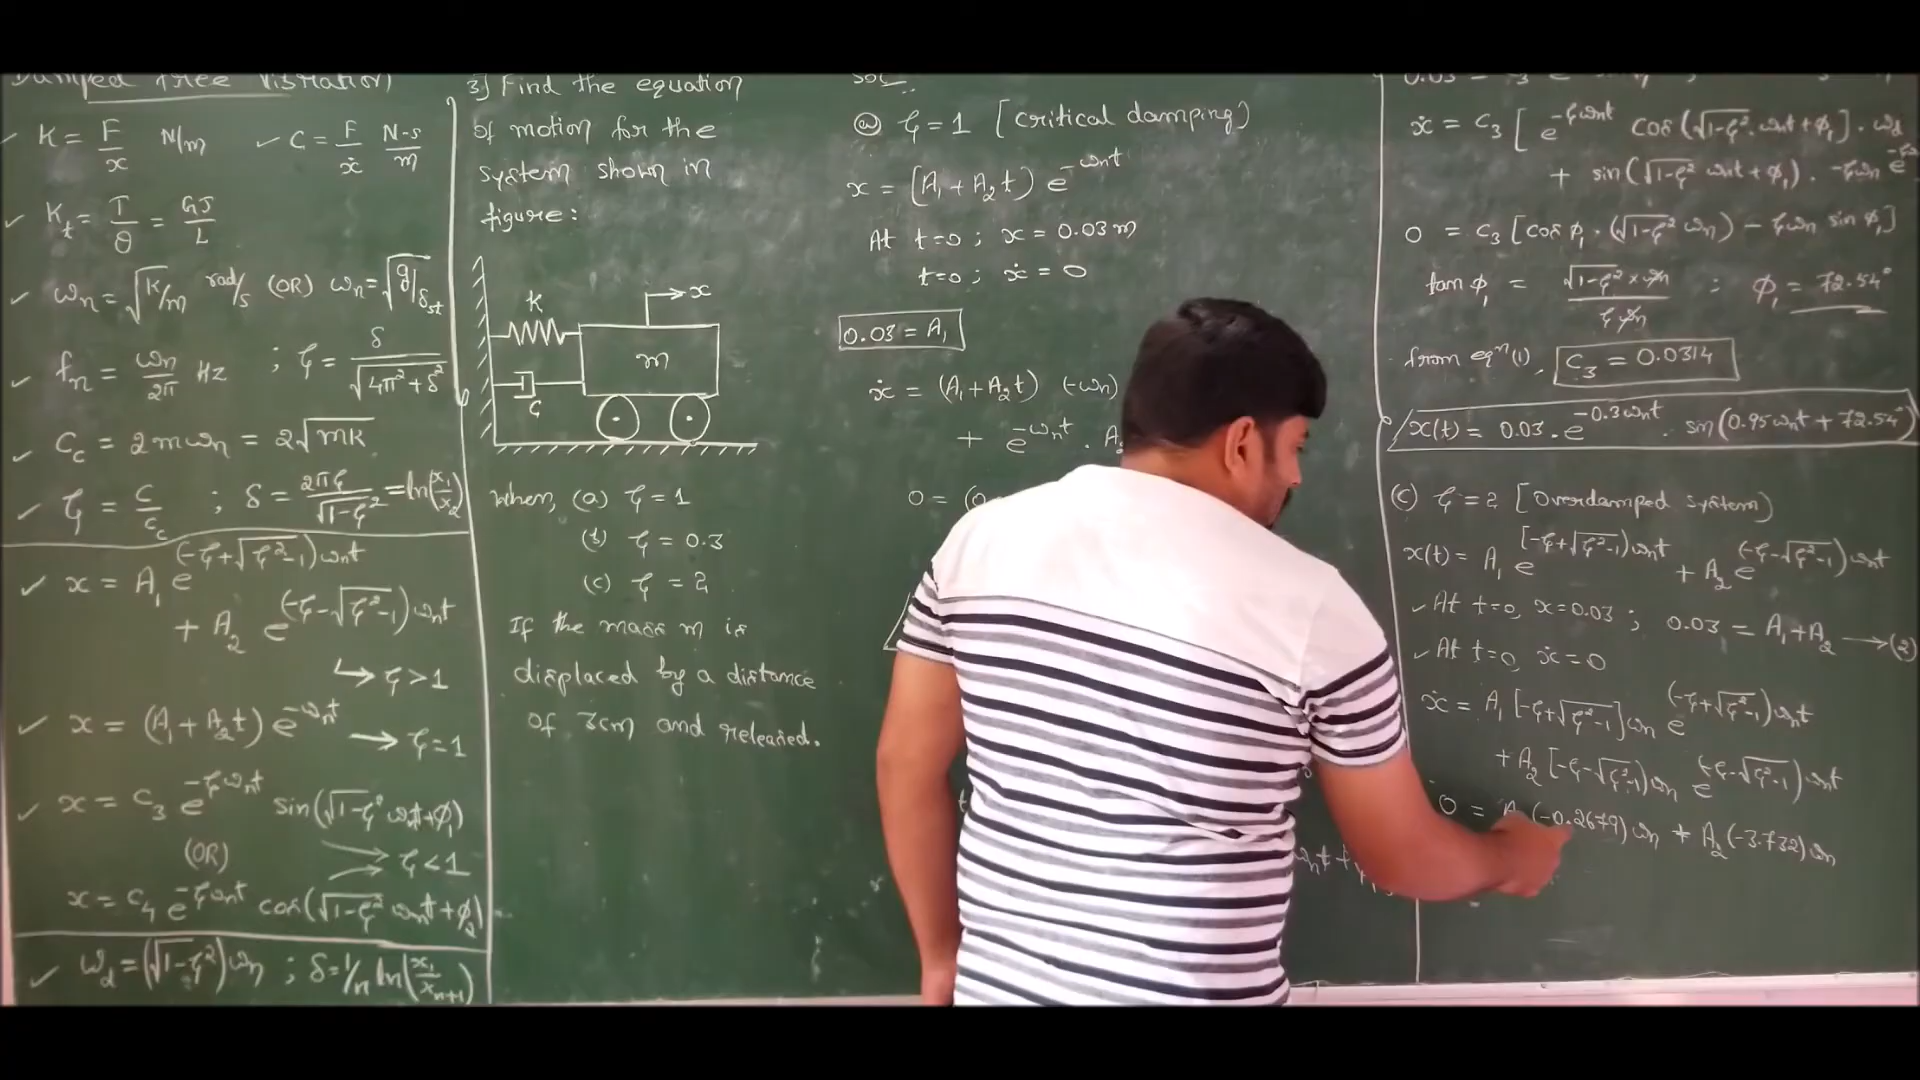 Damped free vibration
K = F/x N/m ✓ C = F/ẋ N-s/m
✓ K_t = T/θ = GJ/L
✓ ωn = √K/m rad/s (OR) ωn = √g/δst
✓ fn = ωn/2π Hz ; ζ = δ/√(4π²+δ²)
✓ Cc = 2mωn = 2√mK
✓ ζ = C/Cc ; δ = 2πζ/√(1-ζ²) = ln(x₁/x₂)
✓ x = A₁ e^(-ζ+√(ζ²-1))ωnt
+ A₂ e^(-ζ-√(ζ²-1))ωnt
↳ ζ>1
✓ x = (A₁+A₂t) e^-ωnt → ζ=1
✓ x = C₃ e^-ζωnt sin(√(1-ζ²) ωnt+φ₁)
(OR) → ζ<1
x = C₄ e^-ζωnt cos(√(1-ζ²) ωnt+φ₂)
✓ ωd = (√(1-ζ²))ωn ; δ = 1/n ln(x₁/x_n+1)
3) Find the equation
of motion for the
system shown in
figure:
x
K
m
C
When, (a) ζ = 1
(b) ζ = 0.3
(c) ζ = 2
If the mass m is
displaced by a distance
of 3cm and released.
Sol
(a) ζ = 1 [critical damping]
x = (A₁ + A₂t) e^-ωnt
At t=0 ; x = 0.03m
t=0 ; ẋ = 0
0.03 = A₁
ẋ = (A₁+A₂t) (-ωn)
+ e^-ωnt .
0 = (0
ẋ = C₃ [e^-ζωnt cos(√(1-ζ²) ωnt+φ₁] . ωd
+ sin(√(1-ζ²) ωnt+φ₁) . -ζωn e
0 = C₃ [cos φ₁ . (√(1-ζ²) ωn) - ζωn sin φ₁]
tan φ₁ = √(1-ζ²) × ωn / ζωn ; φ₁ = 72.54°
from eqn(1), C₃ = 0.0314
x(t) = 0.03 . e^-0.3ωnt . sin(0.95ωnt + 72.54°)
(c) ζ = 2 [Overdamped system]
x(t) = A₁ e^[-ζ+√(ζ²-1)]ωnt + A₂ e^(-ζ-√(ζ²-1))ωnt
✓ At t=0, x=0.03 ; 0.03 = A₁+A₂ → (2)
✓ At t=0, ẋ=0
ẋ = A₁ [-ζ+√(ζ²-1)]ωn e^(-ζ+√(ζ²-1))ωnt
+ A₂ [-ζ-√(ζ²-1)]ωn e^(-ζ-√(ζ²-1))ωnt
0 = A (-0.2679)ωn + A₂(-3.732)ωn